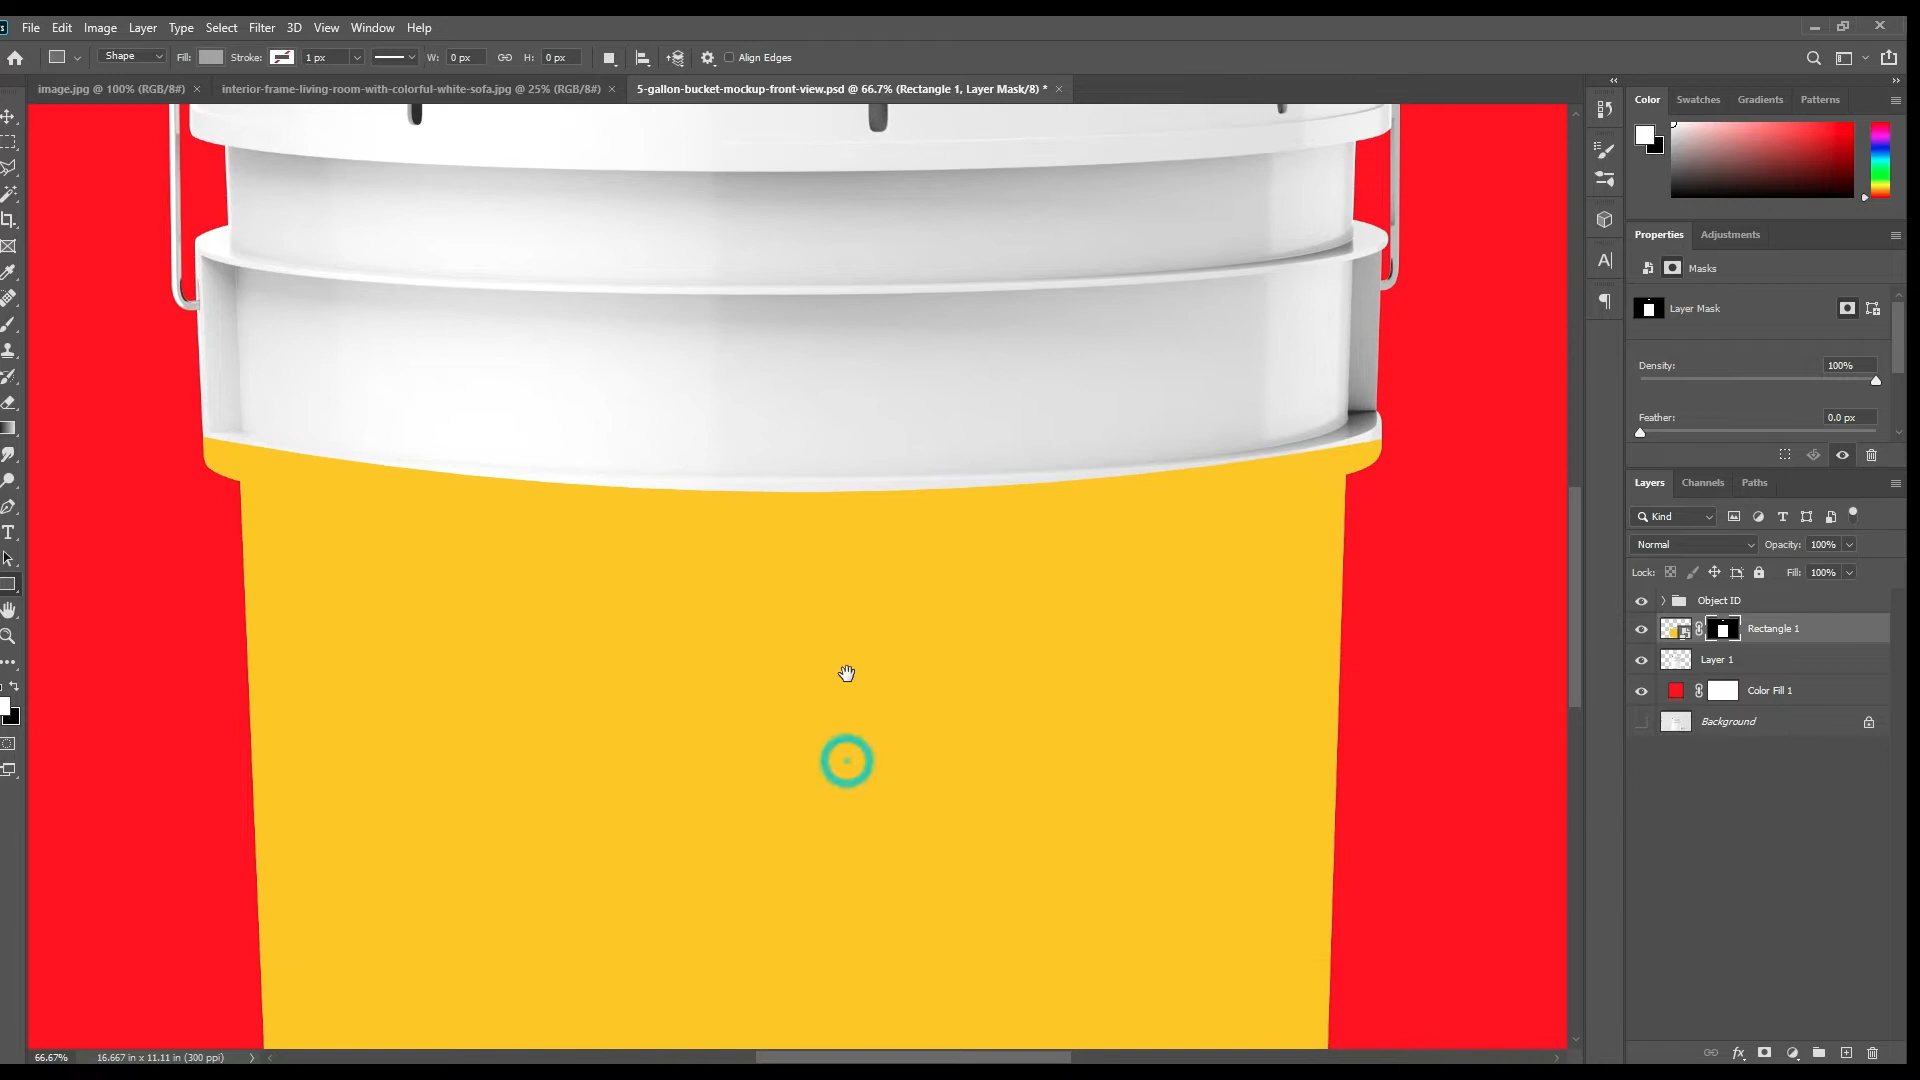 File Edit Image Layer Type Select Filter 3D View Window Help
Shape Fill: Stroke: 1 px W: 0 px H: 0 px Align Edges
image.jpg @ 100% (RGB/8#) × interior-frame-living-room-with-colorful-white-sofa.jpg @ 25% (RGB/8#) × 5-gallon-bucket-mockup-front-view.psd @ 66.7% (Rectangle 1, Layer Mask/8) * ×
Color Swatches Gradients Patterns
Properties Adjustments
Masks
Layer Mask
Density: 100%
Feather: 0.0 px
Layers Channels Paths
Kind
Normal Opacity: 100%
Lock: Fill: 100%
Object ID
Rectangle 1
Layer 1
Color Fill 1
Background
66.67% 16.667 in x 11.11 in (300 ppi)